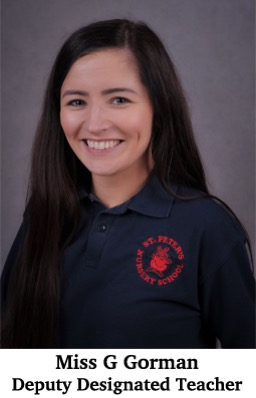 ST. PETER'S
NURSERY SCHOOL
Miss G Gorman
Deputy Designated Teacher